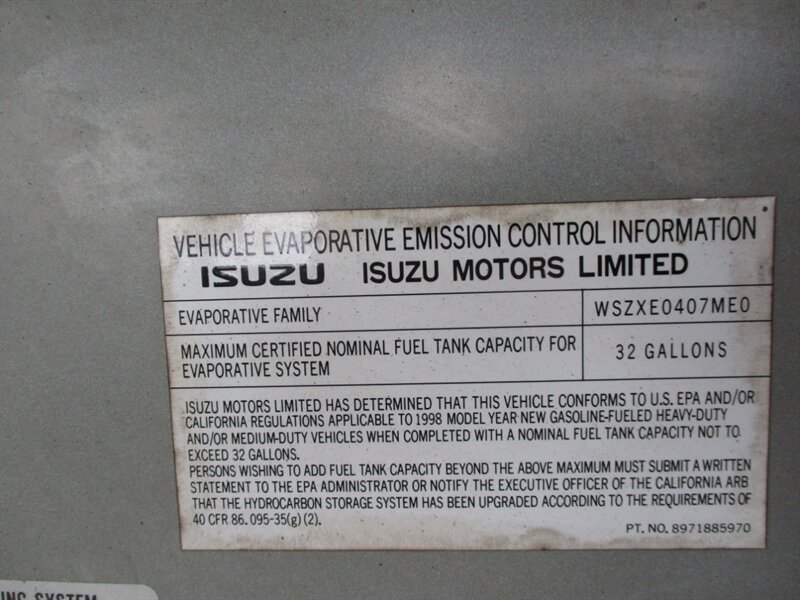 VEHICLE EVAPORATIVE EMISSION CONTROL INFORMATION
ISUZU ISUZU MOTORS LIMITED
EVAPORATIVE FAMILY WSZXE0407ME0
MAXIMUM CERTIFIED NOMINAL FUEL TANK CAPACITY FOR
EVAPORATIVE SYSTEM 32 GALLONS
ISUZU MOTORS LIMITED HAS DETERMINED THAT THIS VEHICLE CONFORMS TO U.S. EPA AND/OR
CALIFORNIA REGULATIONS APPLICABLE TO 1998 MODEL YEAR NEW GASOLINE-FUELED HEAVY-DUTY
AND/OR MEDIUM-DUTY VEHICLES WHEN COMPLETED WITH A NOMINAL FUEL TANK CAPACITY NOT TO
EXCEED 32 GALLONS.
PERSONS WISHING TO ADD FUEL TANK CAPACITY BEYOND THE ABOVE MAXIMUM MUST SUBMIT A WRITTEN
STATEMENT TO THE EPA ADMINISTRATOR OR NOTIFY THE EXECUTIVE OFFICER OF THE CALIFORNIA ARB
THAT THE HYDROCARBON STORAGE SYSTEM HAS BEEN UPGRADED ACCORDING TO THE REQUIREMENTS OF
40 CFR 86.095-35(g)(2).
PT. NO. 8971885970
SYSTEM